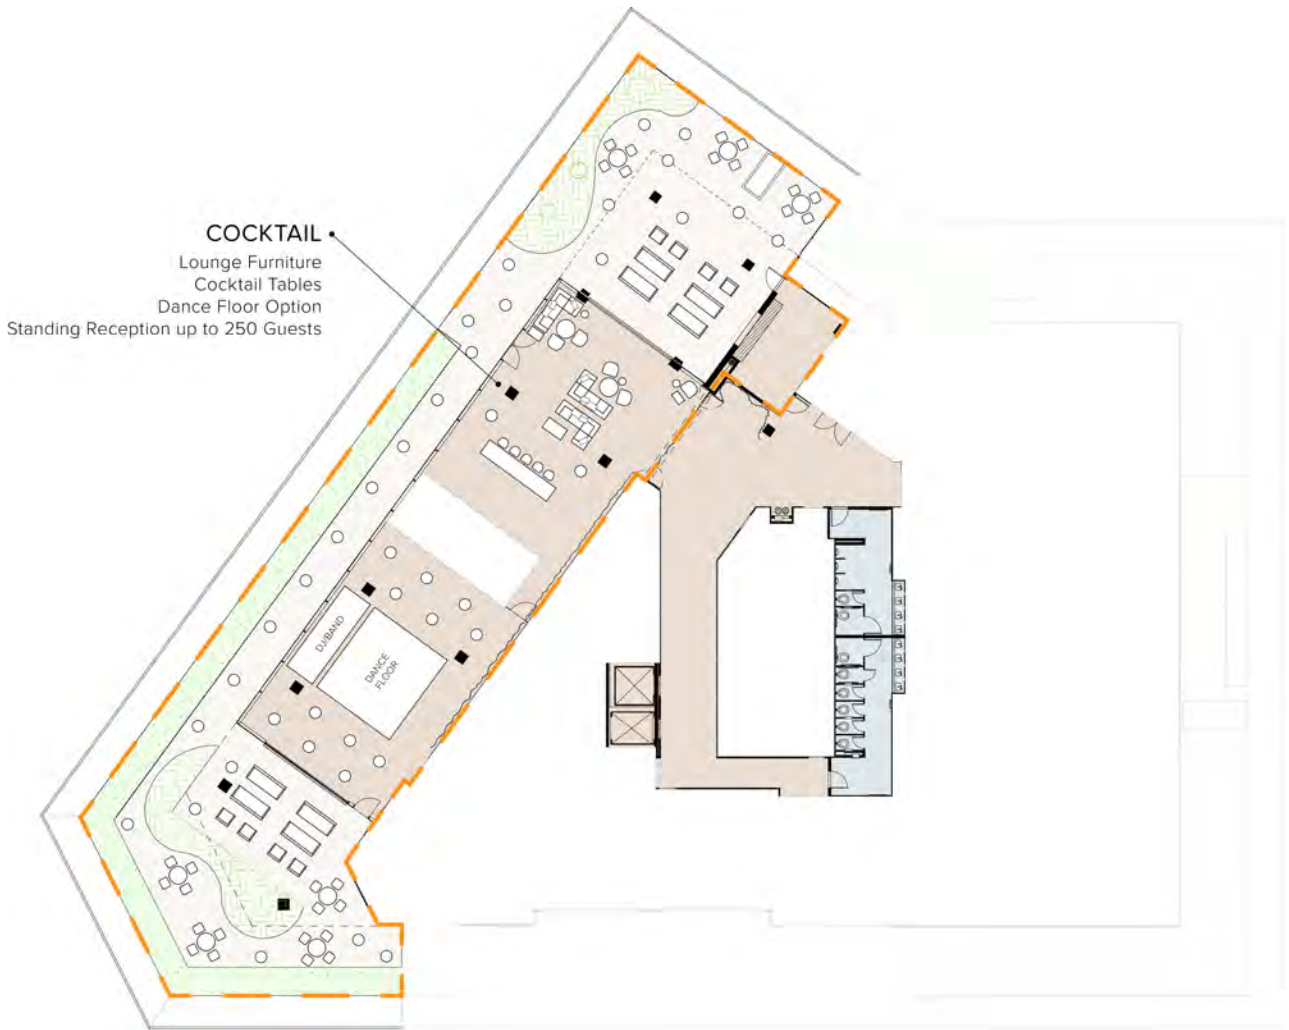 COCKTAIL
Lounge Furniture
Cocktail Tables
Dance Floor Option
Standing Reception up to 250 Guests
DJ/BAND
DANCE
FLOOR